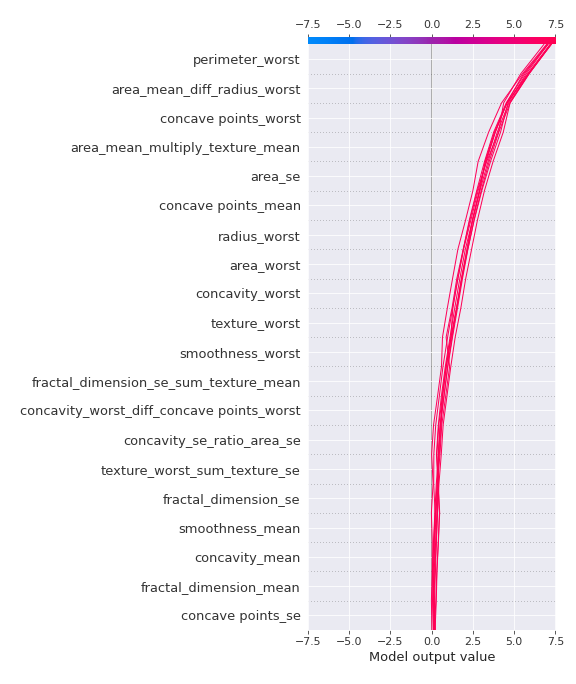 −7.5 −5.0 −2.5 0.0 2.5 5.0 7.5
perimeter_worst
area_mean_diff_radius_worst
concave points_worst
area_mean_multiply_texture_mean
area_se
concave points_mean
radius_worst
area_worst
concavity_worst
texture_worst
smoothness_worst
fractal_dimension_se_sum_texture_mean
concavity_worst_diff_concave points_worst
concavity_se_ratio_area_se
texture_worst_sum_texture_se
fractal_dimension_se
smoothness_mean
concavity_mean
fractal_dimension_mean
concave points_se
−7.5 −5.0 −2.5 0.0 2.5 5.0 7.5
Model output value